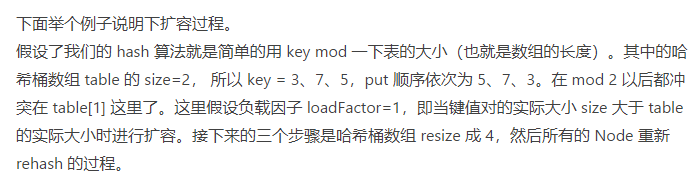 下面举个例子说明下扩容过程。
假设了我们的 hash 算法就是简单的用 key mod 一下表的大小（也就是数组的长度）。其中的哈
希桶数组 table 的 size=2， 所以 key = 3、7、5，put 顺序依次为 5、7、3。在 mod 2 以后都冲
突在 table[1] 这里了。这里假设负载因子 loadFactor=1，即当键值对的实际大小 size 大于 table
的实际大小时进行扩容。接下来的三个步骤是哈希桶数组 resize 成 4，然后所有的 Node 重新
rehash 的过程。